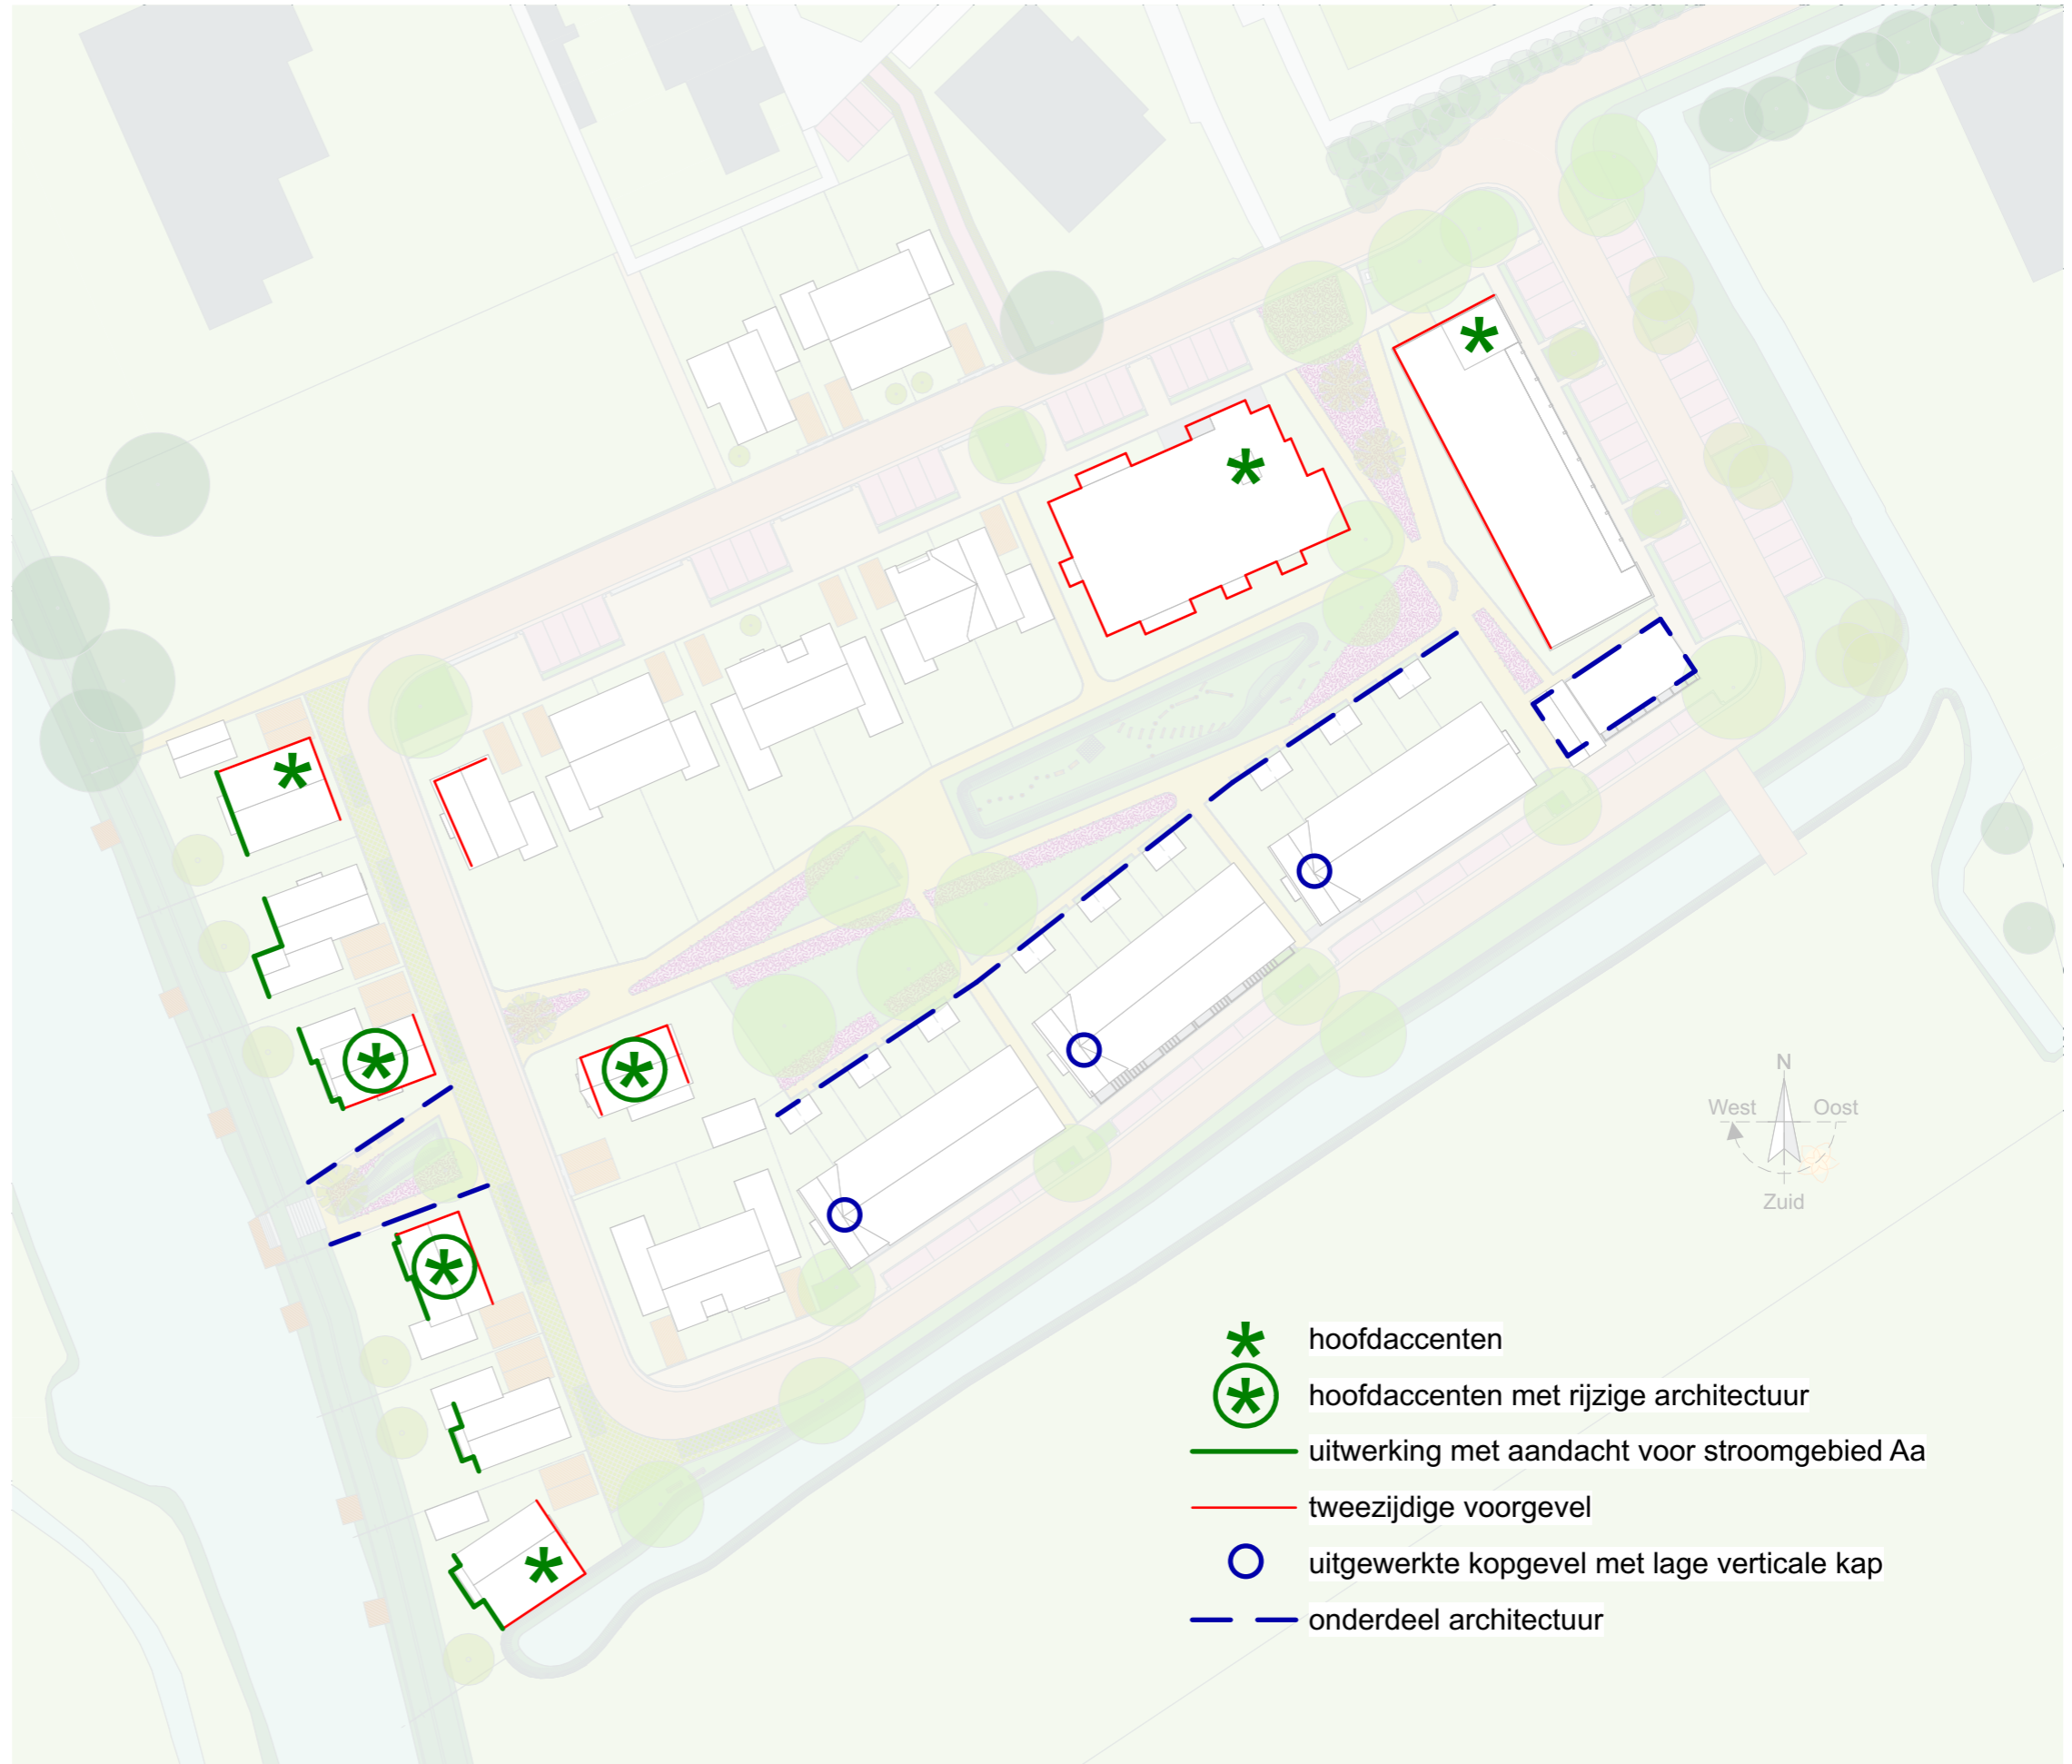 N
West Oost
Zuid
hoofdaccenten
hoofdaccenten met rijzige architectuur
uitwerking met aandacht voor stroomgebied Aa
tweezijdige voorgevel
uitgewerkte kopgevel met lage verticale kap
onderdeel architectuur